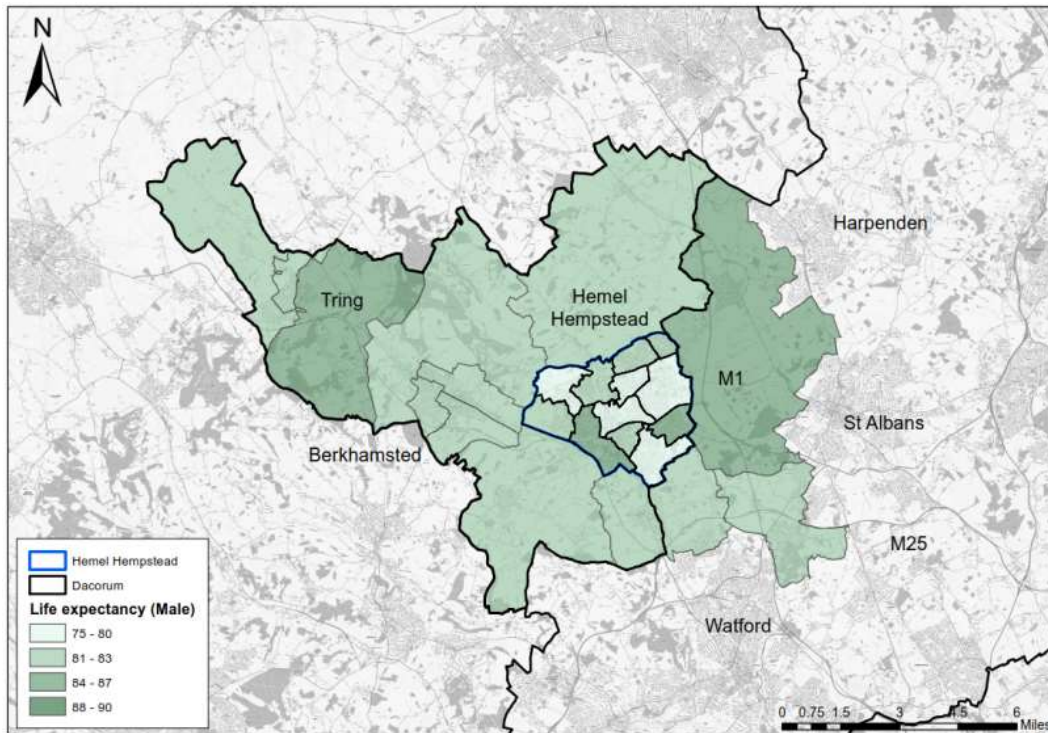 N
Harpenden
Tring
Hemel
Hempstead
M1
St Albans
Berkhamsted
M25
Watford
Hemel Hempstead
Dacorum
Life expectancy (Male)
75 - 80
81 - 83
84 - 87
88 - 90
0 0.75 1.5 3 4.5 6
Miles